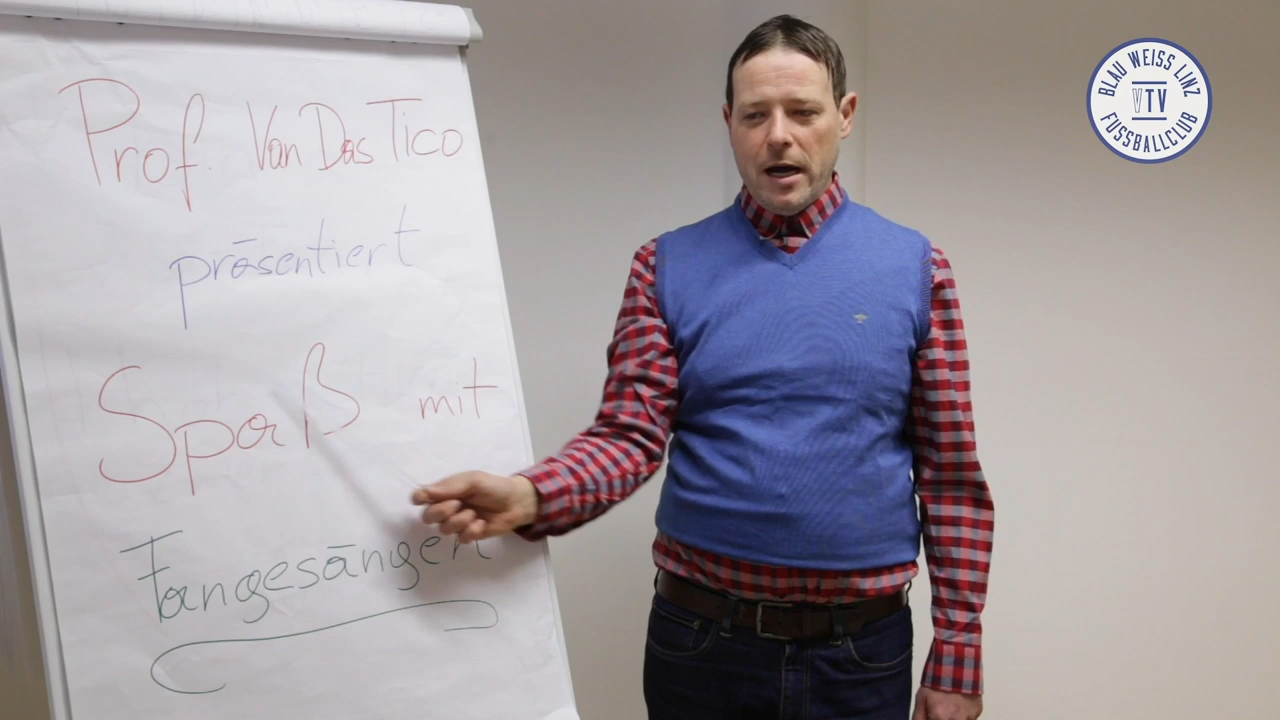 Prof. Van Das Tico
präsentiert
Spaß mit
Fangesängen
BLAU WEISS LINZ
VTV
FUSSBALLCLUB